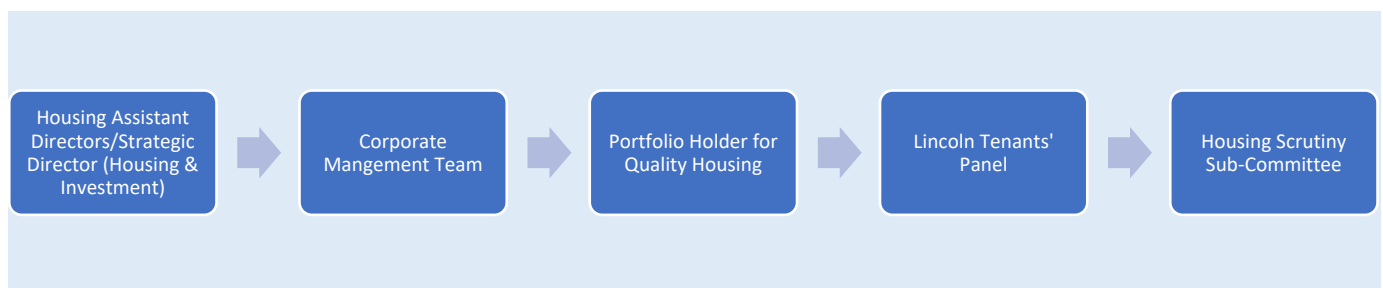 Housing Assistant
Directors/Strategic
Director (Housing &
Investment)
Corporate
Mangement Team
Portfolio Holder for
Quality Housing
Lincoln Tenants'
Panel
Housing Scrutiny
Sub-Committee